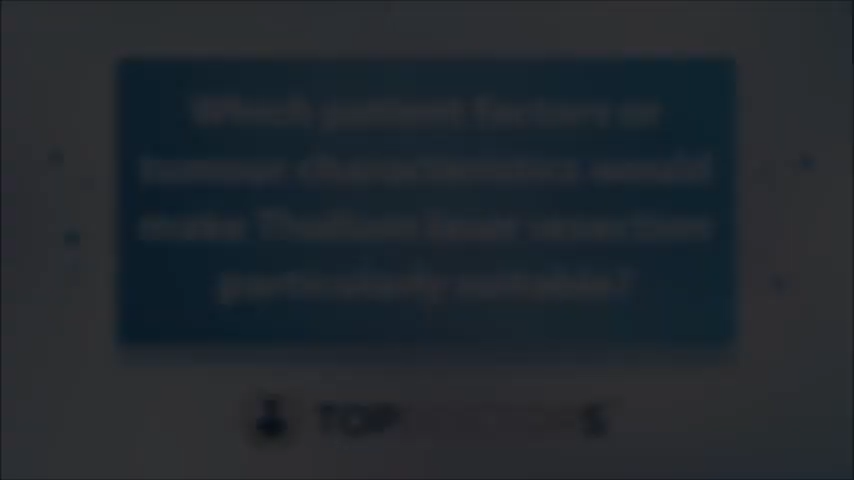 Which patient factors or
tumour characteristics would
make Thulium laser resection
particularly suitable?
TOP
S